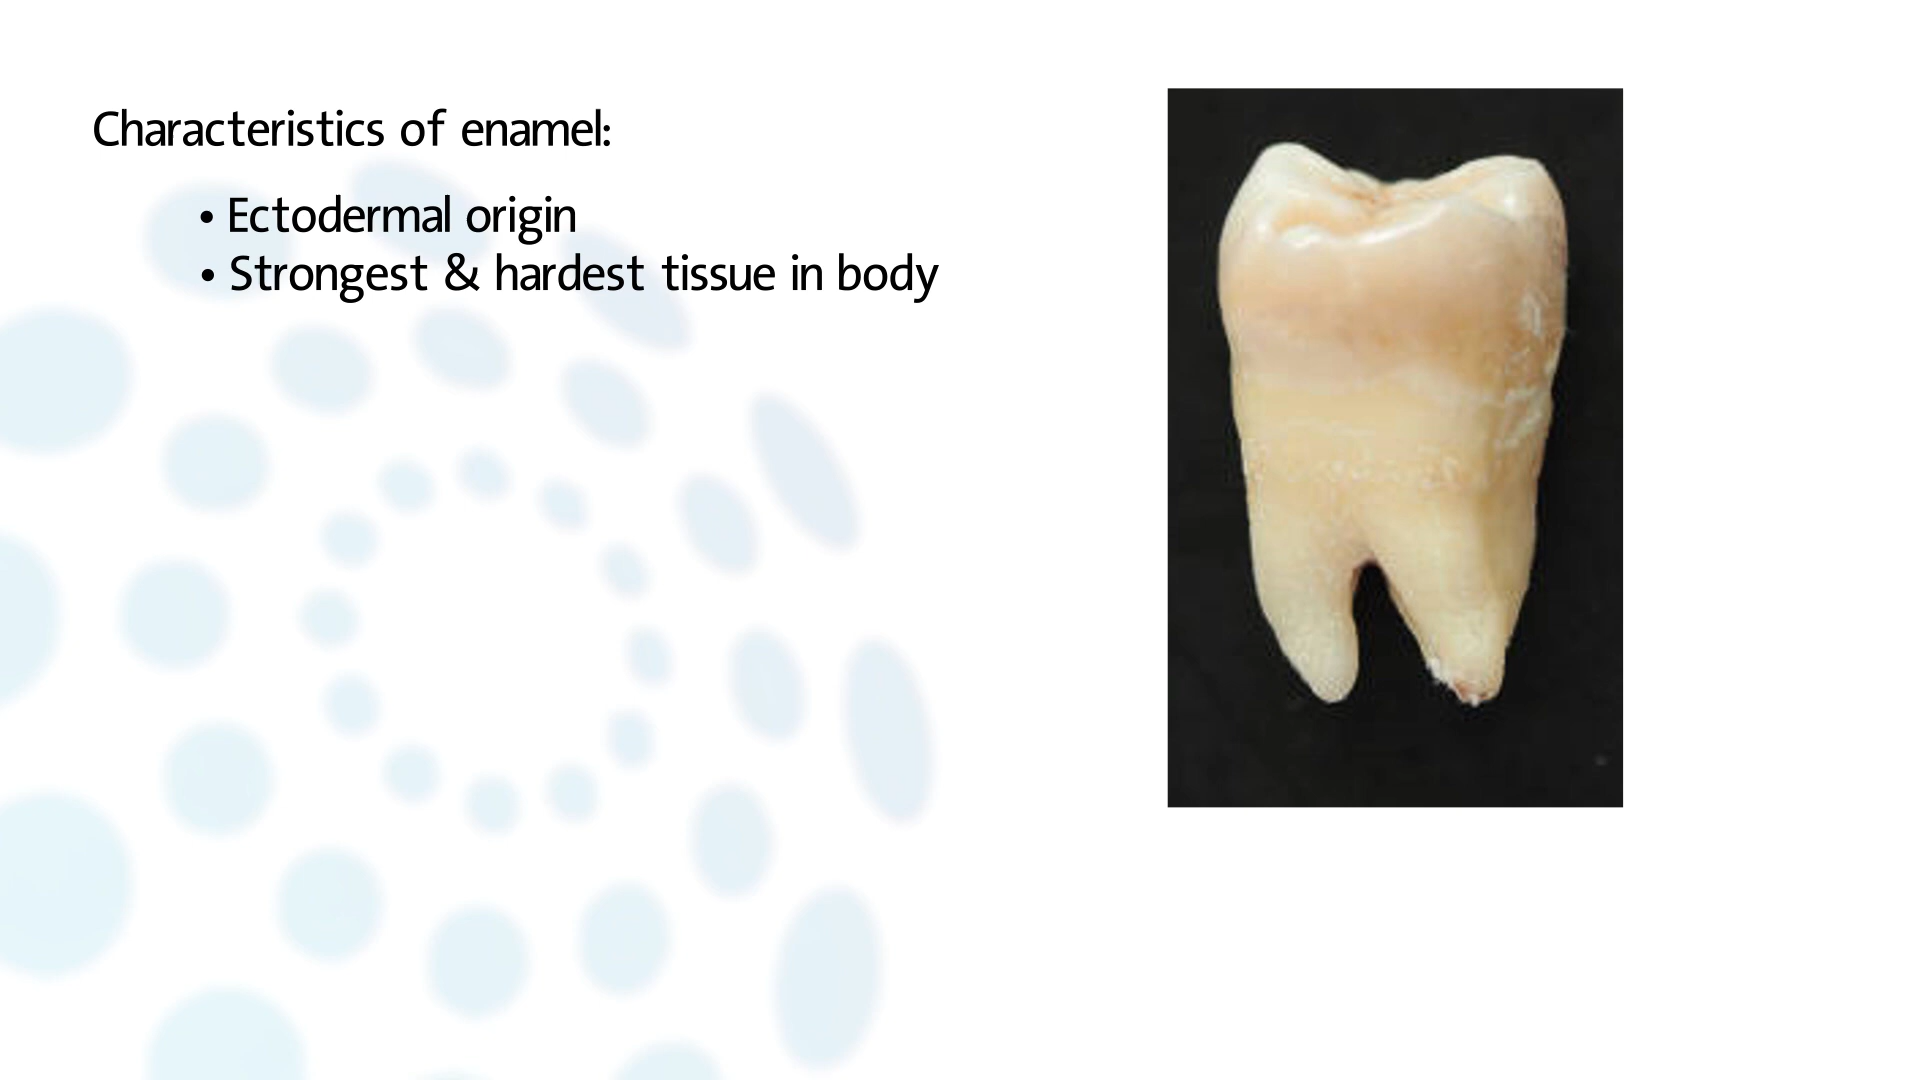 Characteristics of enamel:
• Ectodermal origin
• Strongest & hardest tissue in body